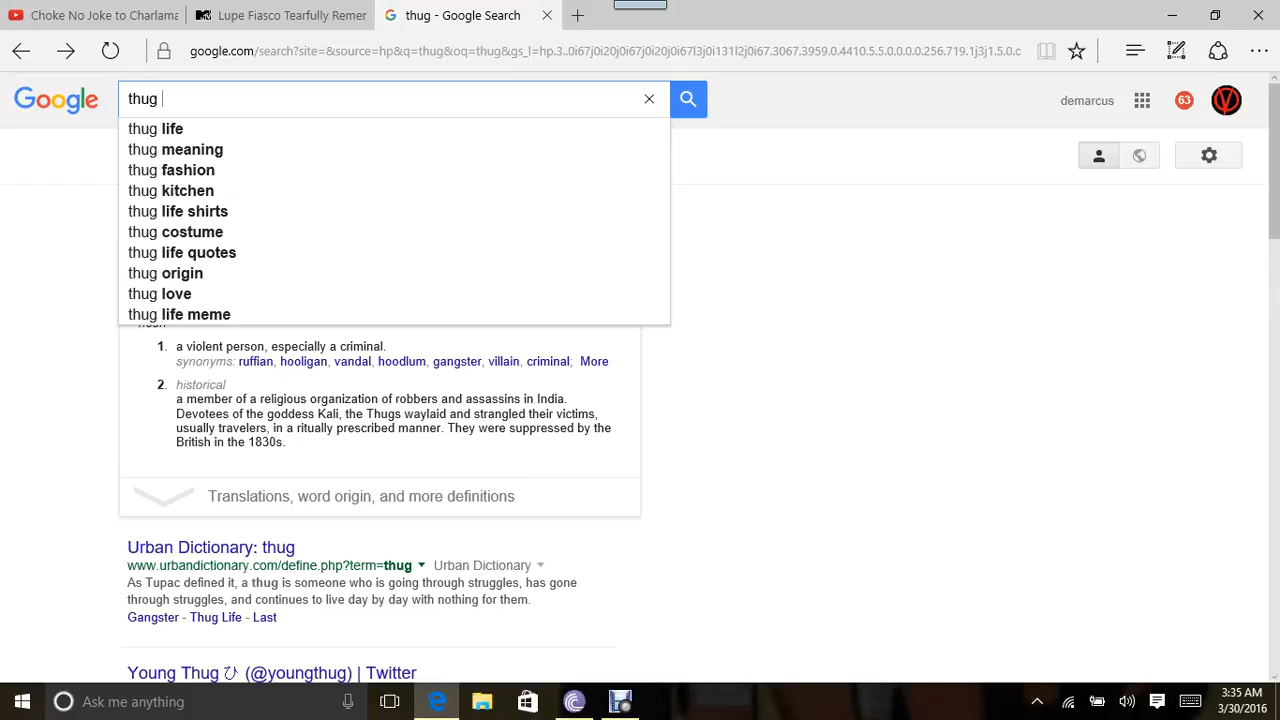 Choke No Joke to Charlama
Lupe Fiasco Tearfully Remem
thug - Google Search
google.com/search?site=&source=hp&q=thug&oq=thug&gs_l=hp.3..0i67j0i20j0i67j0i20j0i67l3j0i131l2j0i67.3067.3959.0.4410.5.5.0.0.0.0.256.719.1j3j1.5.0.c
Google
thug
demarcus
63
thug life
thug meaning
thug fashion
thug kitchen
thug life shirts
thug costume
thug life quotes
thug origin
thug love
thug life meme
noun
1. a violent person, especially a criminal.
synonyms: ruffian, hooligan, vandal, hoodlum, gangster, villain, criminal; More
2. historical
a member of a religious organization of robbers and assassins in India.
Devotees of the goddess Kali, the Thugs waylaid and strangled their victims,
usually travelers, in a ritually prescribed manner. They were suppressed by the
British in the 1830s.
Translations, word origin, and more definitions
Urban Dictionary: thug
www.urbandictionary.com/define.php?term=thug Urban Dictionary
As Tupac defined it, a thug is someone who is going through struggles, has gone
through struggles, and continues to live day by day with nothing for them.
Gangster - Thug Life - Last
Young Thug ひ (@youngthug) | Twitter
Ask me anything
3:35 AM
3/30/2016